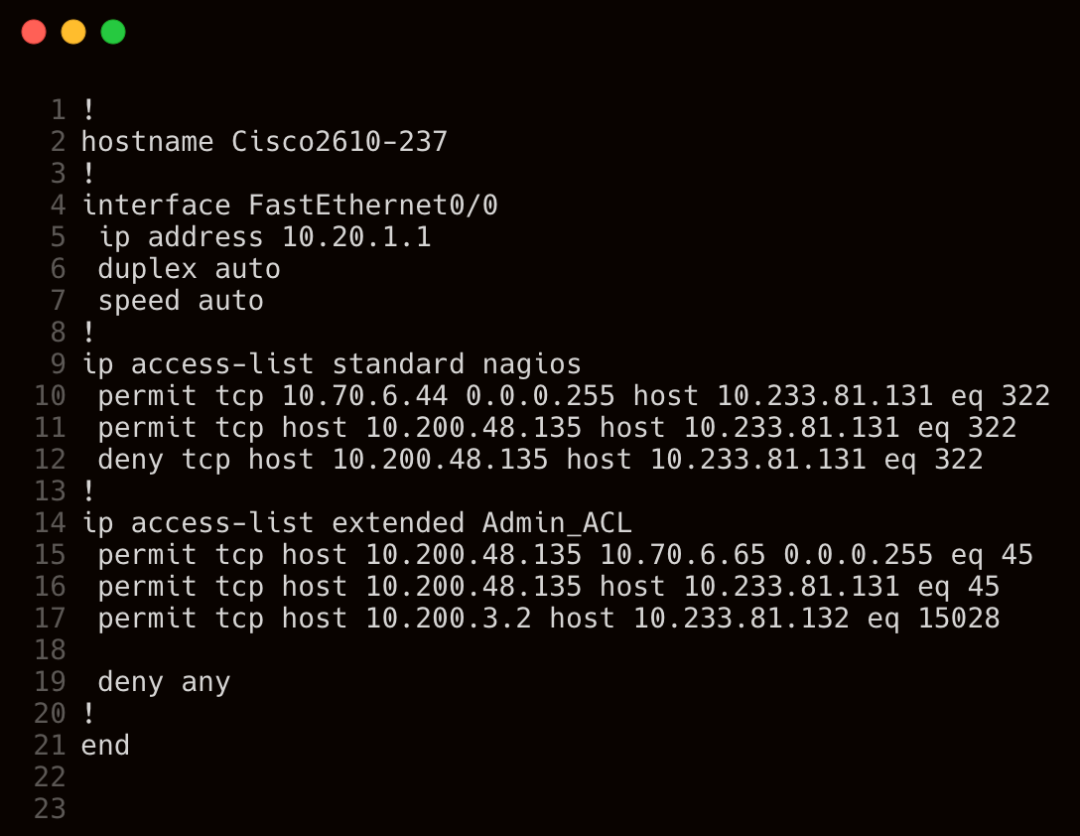 1 !
2 hostname Cisco2610-237
3 !
4 interface FastEthernet0/0
5  ip address 10.20.1.1
6  duplex auto
7  speed auto
8 !
9 ip access-list standard nagios
10  permit tcp 10.70.6.44 0.0.0.255 host 10.233.81.131 eq 322
11  permit tcp host 10.200.48.135 host 10.233.81.131 eq 322
12  deny tcp host 10.200.48.135 host 10.233.81.131 eq 322
13 !
14 ip access-list extended Admin_ACL
15  permit tcp host 10.200.48.135 10.70.6.65 0.0.0.255 eq 45
16  permit tcp host 10.200.48.135 host 10.233.81.131 eq 45
17  permit tcp host 10.200.3.2 host 10.233.81.132 eq 15028
18
19  deny any
20 !
21 end
22
23